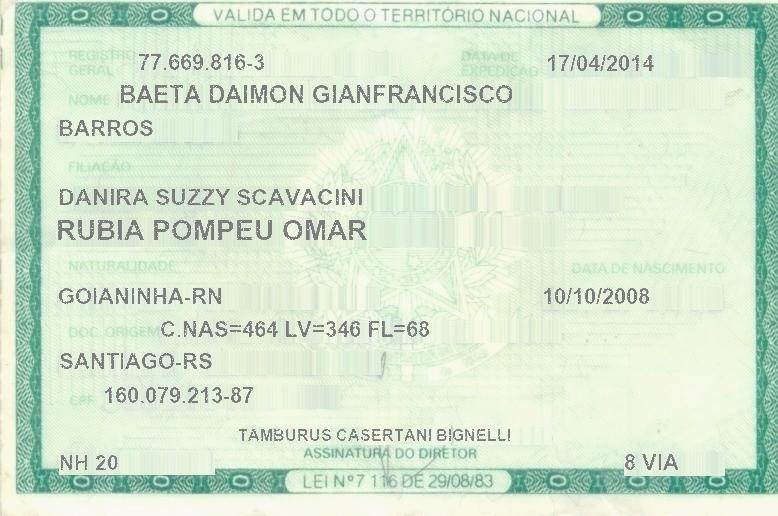 VALIDA EM TODO O TERRITÓRIO NACIONAL
REGISTRO GERAL 77.669.816-3 DATA DE EXPEDIÇÃO 17/04/2014
NOME BAETA DAIMON GIANFRANCISCO
BARROS
FILIAÇÃO
DANIRA SUZZY SCAVACINI
RUBIA POMPEU OMAR
NATURALIDADE DATA DE NASCIMENTO
GOIANINHA-RN 10/10/2008
DOC. ORIGEM C.NAS=464 LV=346 FL=68
SANTIAGO-RS
CPF 160.079.213-87
TAMBURUS CASERTANI BIGNELLI
NH 20 ASSINATURA DO DIRETOR 8 VIA
LEI Nº 7 116 DE 29/08/83